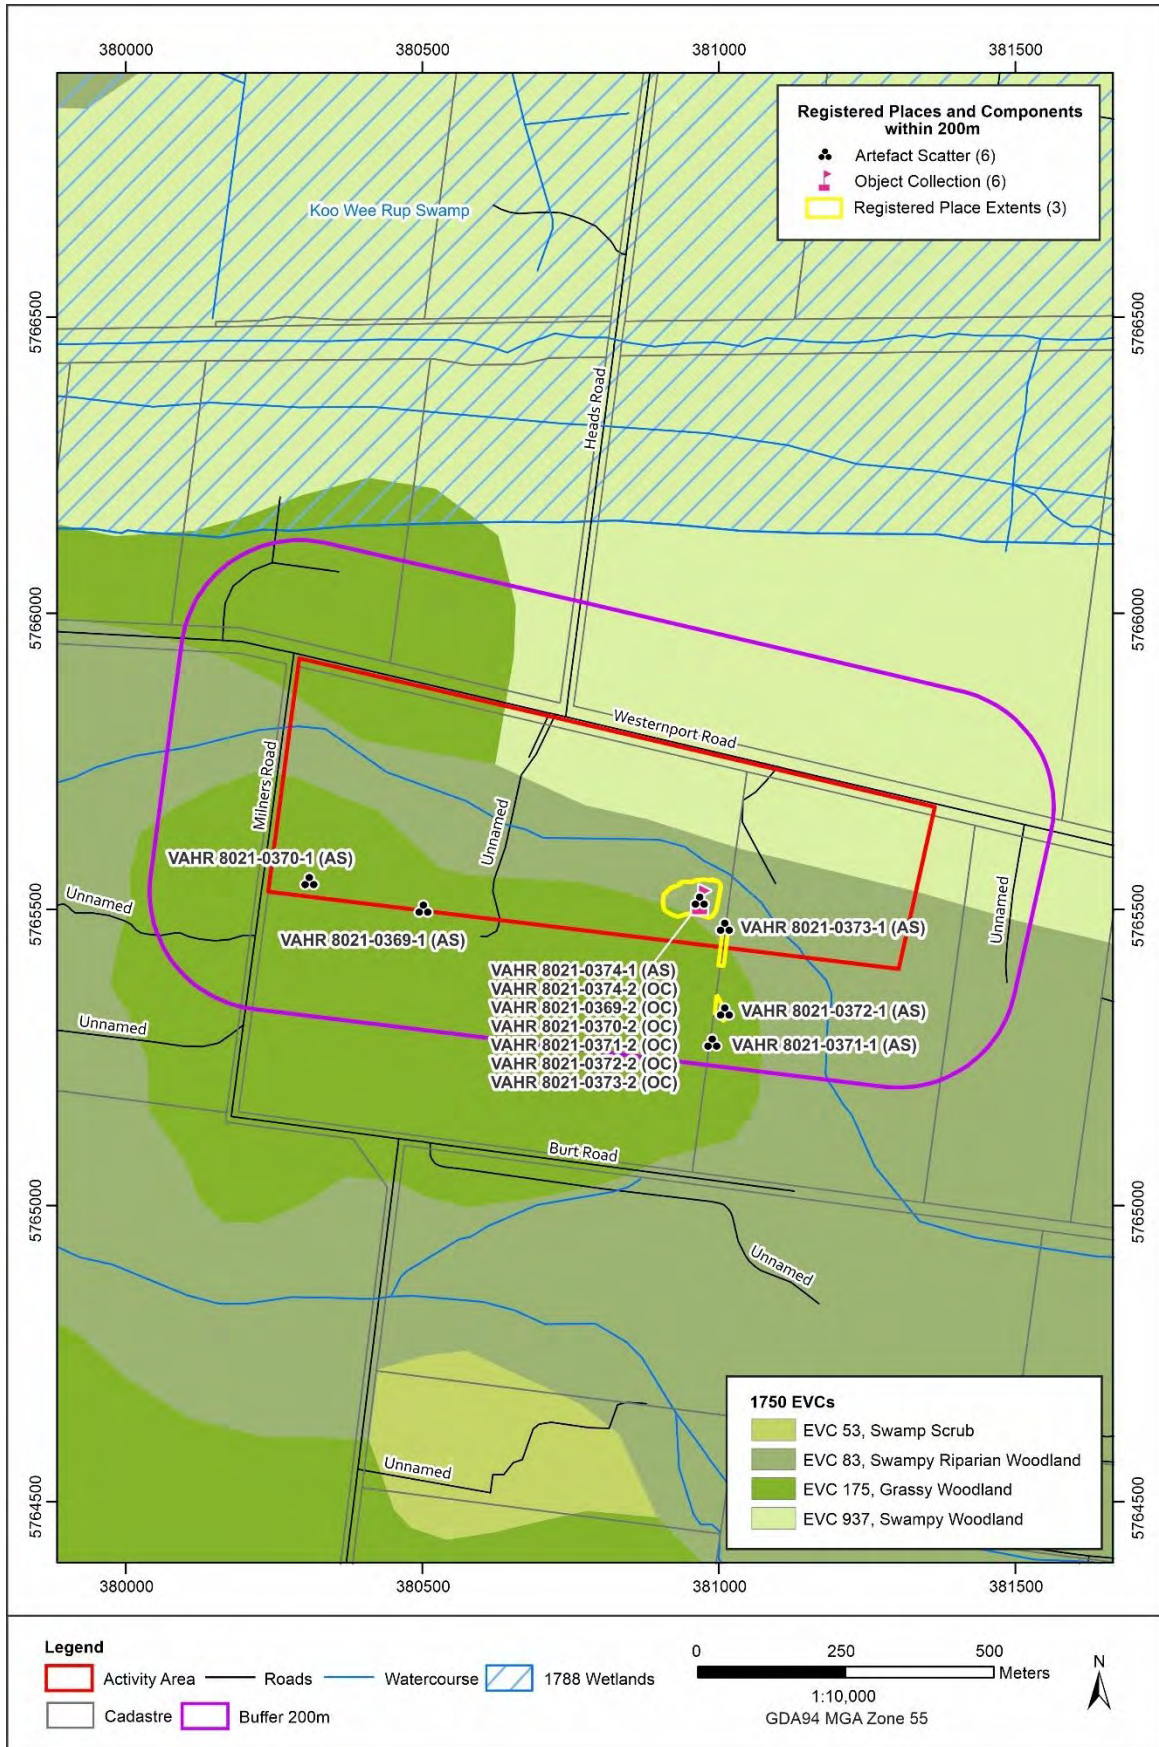 380000
380500
381000
381500
Registered Places and Components
within 200m
Artefact Scatter (6)
Object Collection (6)
Registered Place Extents (3)
Koo Wee Rup Swamp
5766500
5766500
Heads Road
5766000
5766000
Westernport Road
Milners Road
Unnamed
VAHR 8021-0370-1 (AS)
Unnamed
Unnamed
5765500
5765500
VAHR 8021-0373-1 (AS)
VAHR 8021-0369-1 (AS)
VAHR 8021-0374-1 (AS)
VAHR 8021-0374-2 (OC)
VAHR 8021-0369-2 (OC)
VAHR 8021-0370-2 (OC)
VAHR 8021-0371-2 (OC)
VAHR 8021-0372-2 (OC)
VAHR 8021-0373-2 (OC)
VAHR 8021-0372-1 (AS)
VAHR 8021-0371-1 (AS)
Unnamed
Burt Road
5765000
5765000
Unnamed
1750 EVCs
EVC 53, Swamp Scrub
EVC 83, Swampy Riparian Woodland
EVC 175, Grassy Woodland
EVC 937, Swampy Woodland
Unnamed
5764500
5764500
380000
380500
381000
381500
Legend
Activity Area
Roads
Watercourse
1788 Wetlands
Cadastre
Buffer 200m
0
250
500
Meters
1:10,000
GDA94 MGA Zone 55
N